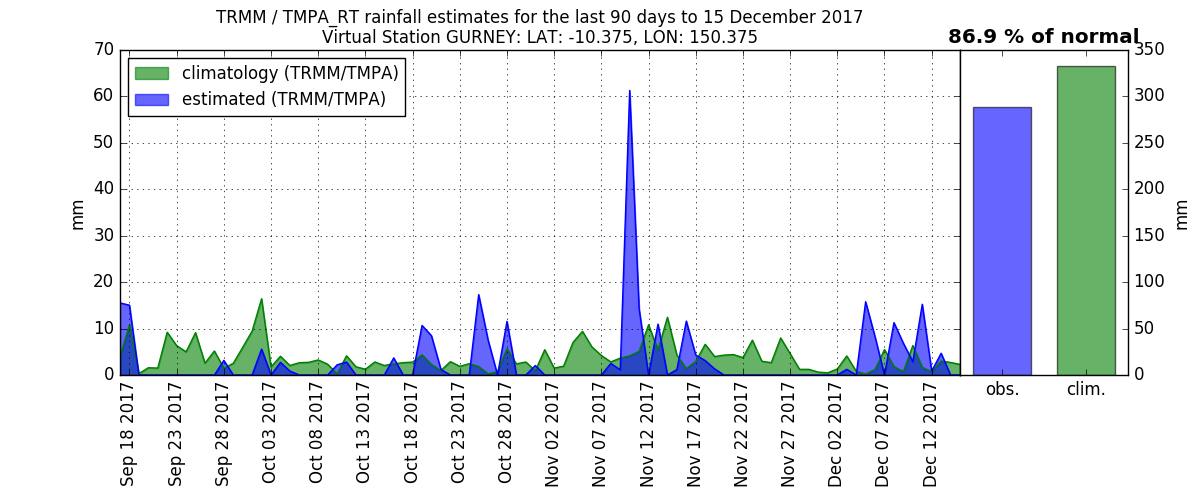 TRMM / TMPA_RT rainfall estimates for the last 90 days to 15 December 2017
Virtual Station GURNEY: LAT: -10.375, LON: 150.375
86.9 % of normal
climatology (TRMM/TMPA)
estimated (TRMM/TMPA)
mm
70
60
50
40
30
20
10
0
350
300
250
200
150
100
50
0
mm
Sep 18 2017
Sep 23 2017
Sep 28 2017
Oct 03 2017
Oct 08 2017
Oct 13 2017
Oct 18 2017
Oct 23 2017
Oct 28 2017
Nov 02 2017
Nov 07 2017
Nov 12 2017
Nov 17 2017
Nov 22 2017
Nov 27 2017
Dec 02 2017
Dec 07 2017
Dec 12 2017
obs.
clim.